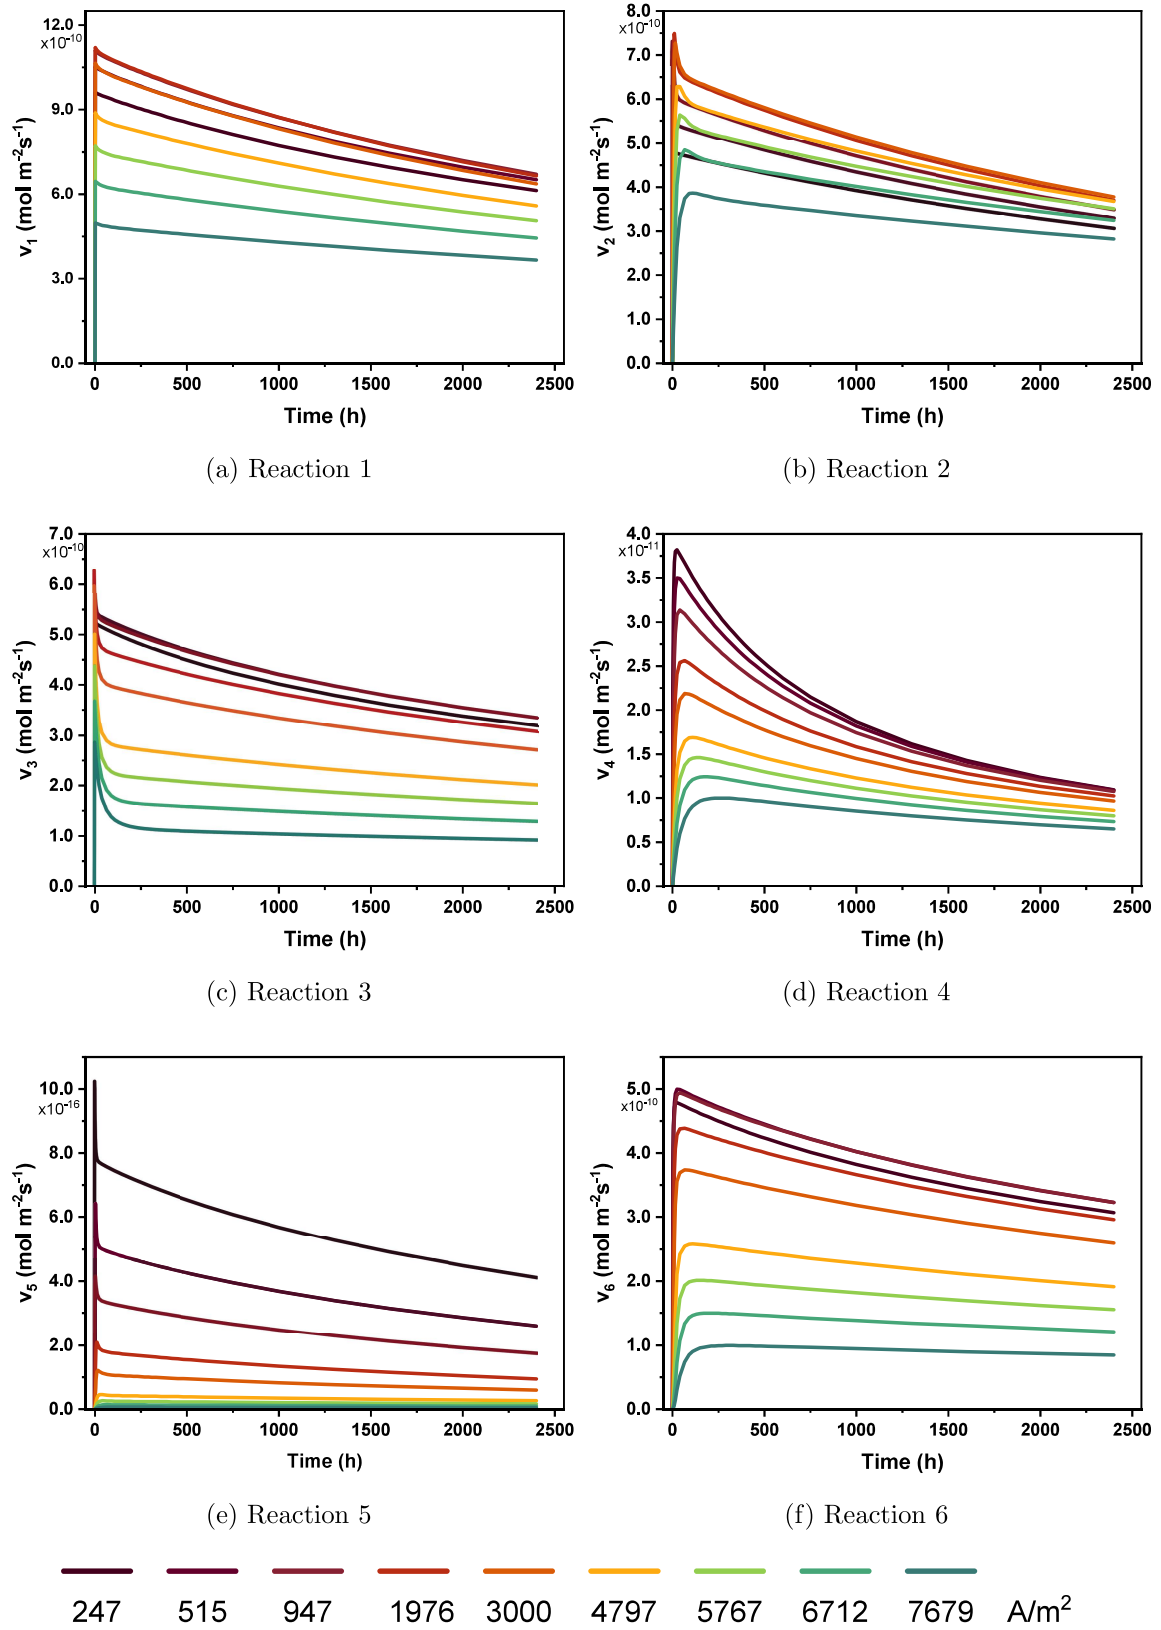 12.0
×10⁻¹⁰
9.0
6.0
3.0
0.0
v₁ (mol m⁻²s⁻¹)
0 500 1000 1500 2000 2500
Time (h)
(a) Reaction 1
8.0
×10⁻¹⁰
7.0
6.0
5.0
4.0
3.0
2.0
1.0
0.0
v₂ (mol m⁻²s⁻¹)
0 500 1000 1500 2000 2500
Time (h)
(b) Reaction 2
7.0
×10⁻¹⁰
6.0
5.0
4.0
3.0
2.0
1.0
0.0
v₃ (mol m⁻²s⁻¹)
0 500 1000 1500 2000 2500
Time (h)
(c) Reaction 3
4.0
×10⁻¹¹
3.5
3.0
2.5
2.0
1.5
1.0
0.5
0.0
v₄ (mol m⁻²s⁻¹)
0 500 1000 1500 2000 2500
Time (h)
(d) Reaction 4
10.0
×10⁻¹⁶
8.0
6.0
4.0
2.0
0.0
v₅ (mol m⁻²s⁻¹)
0 500 1000 1500 2000 2500
Time (h)
(e) Reaction 5
5.0
×10⁻¹⁰
4.0
3.0
2.0
1.0
0.0
v₆ (mol m⁻²s⁻¹)
0 500 1000 1500 2000 2500
Time (h)
(f) Reaction 6
247 515 947 1976 3000 4797 5767 6712 7679 A/m²